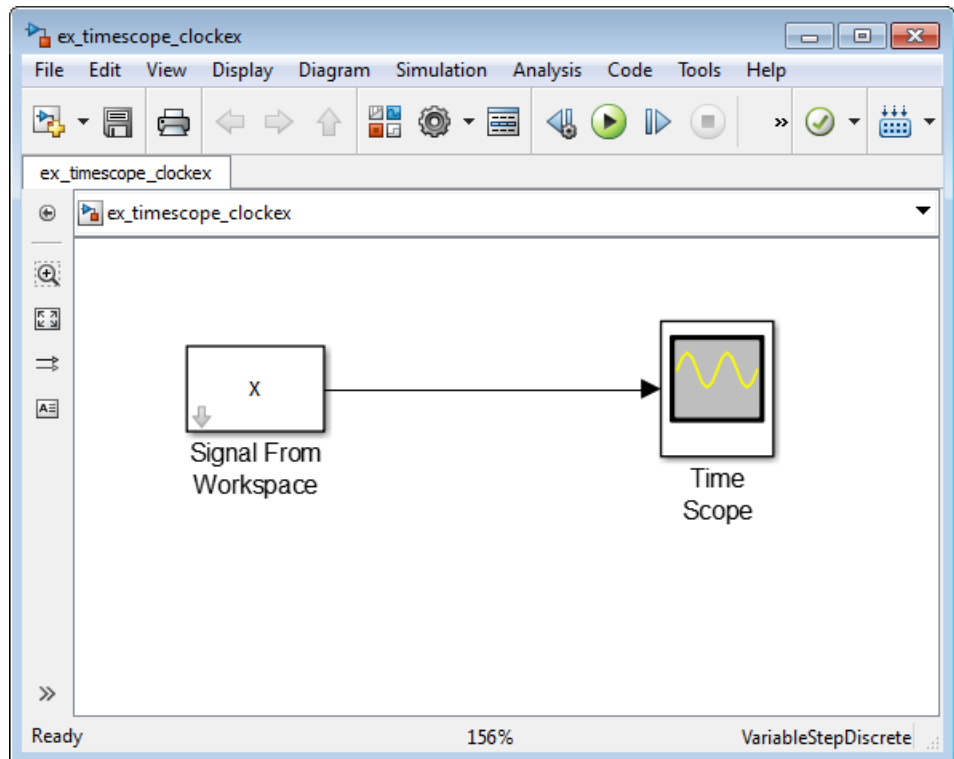 ex_timescope_clockex
File Edit View Display Diagram Simulation Analysis Code Tools Help
»
ex_timescope_clockex
ex_timescope_clockex
A
X
Signal From
Workspace
Time
Scope
»
Ready 156% VariableStepDiscrete